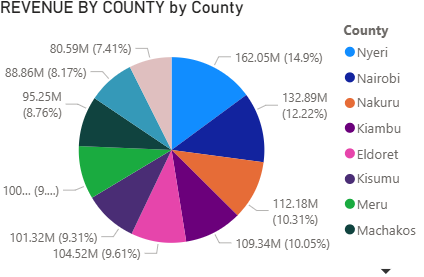 REVENUE BY COUNTY by County
80.59M (7.41%)
88.86M (8.17%)
95.25M
(8.76%)
100... (9....)
101.32M (9.31%)
104.52M (9.61%)
162.05M (14.9%)
132.89M
(12.22%)
112.18M
(10.31%)
109.34M (10.05%)
County
Nyeri
Nairobi
Nakuru
Kiambu
Eldoret
Kisumu
Meru
Machakos